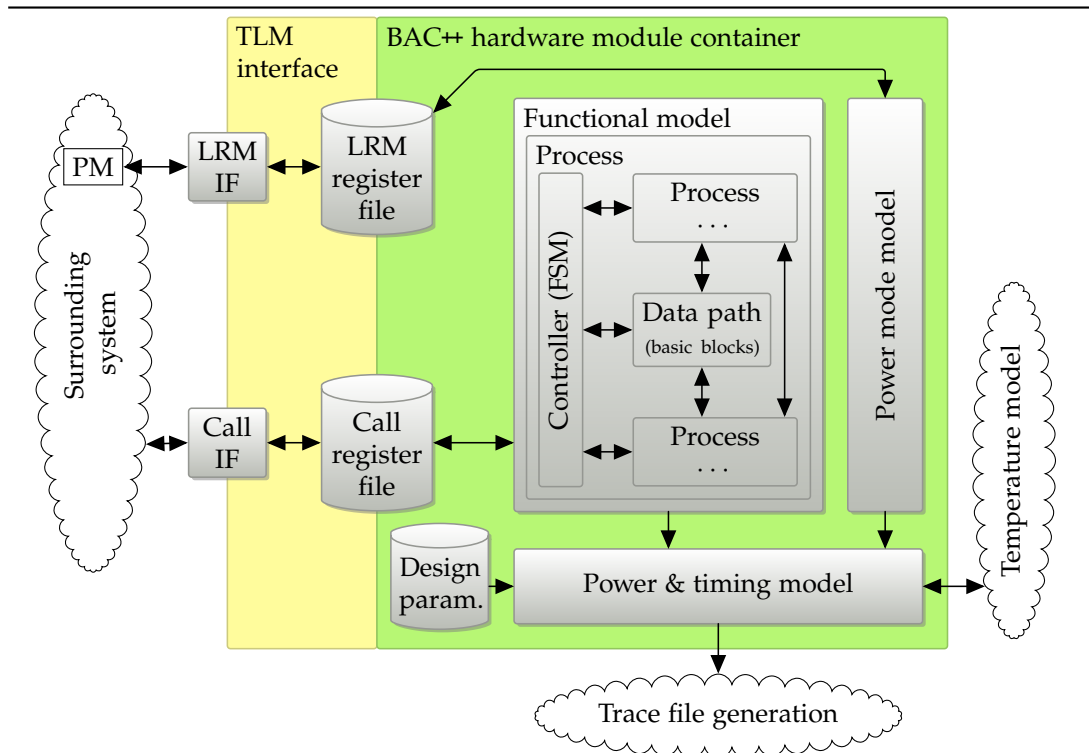 TLM
interface
BAC++ hardware module container
PM
LRM
IF
LRM
register
file
Surrounding
system
Call
IF
Call
register
file
Functional model
Process
Controller (FSM)
Process
. . .
Data path
(basic blocks)
Process
. . .
Power mode model
Temperature model
Design
param.
Power & timing model
Trace file generation